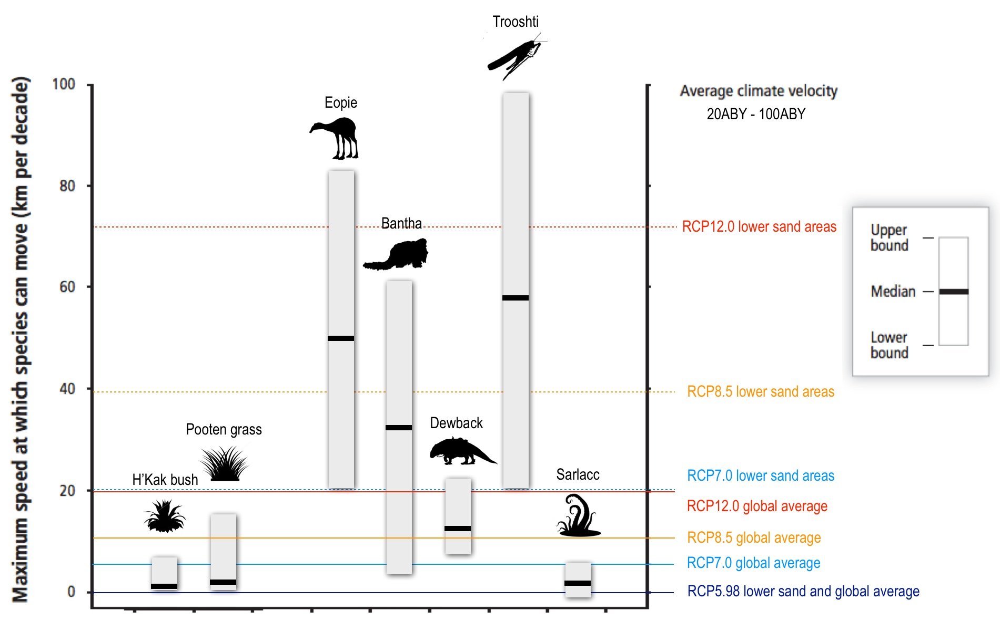 Trooshti
Maximum speed at which species can move (km per decade)
100
80
60
40
20
0
Eopie
Bantha
Pooten grass
Dewback
H'Kak bush
Sarlacc
Average climate velocity
20ABY - 100ABY
RCP12.0 lower sand areas
RCP8.5 lower sand areas
RCP7.0 lower sand areas
RCP12.0 global average
RCP8.5 global average
RCP7.0 global average
RCP5.98 lower sand and global average
Upper
bound
Median
Lower
bound